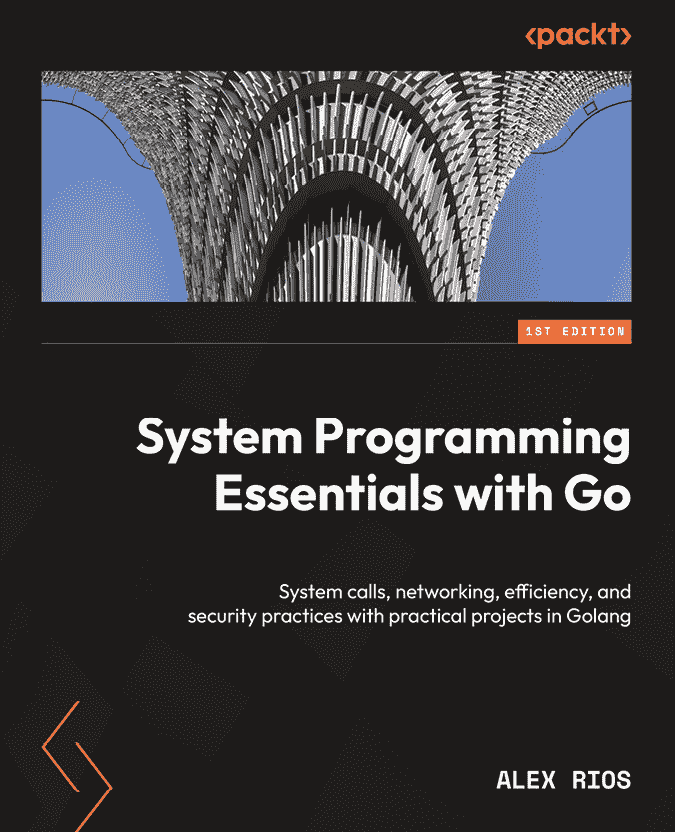 <packt>
1ST EDITION
System Programming
Essentials with Go
System calls, networking, efficiency, and
security practices with practical projects in Golang
ALEX RIOS